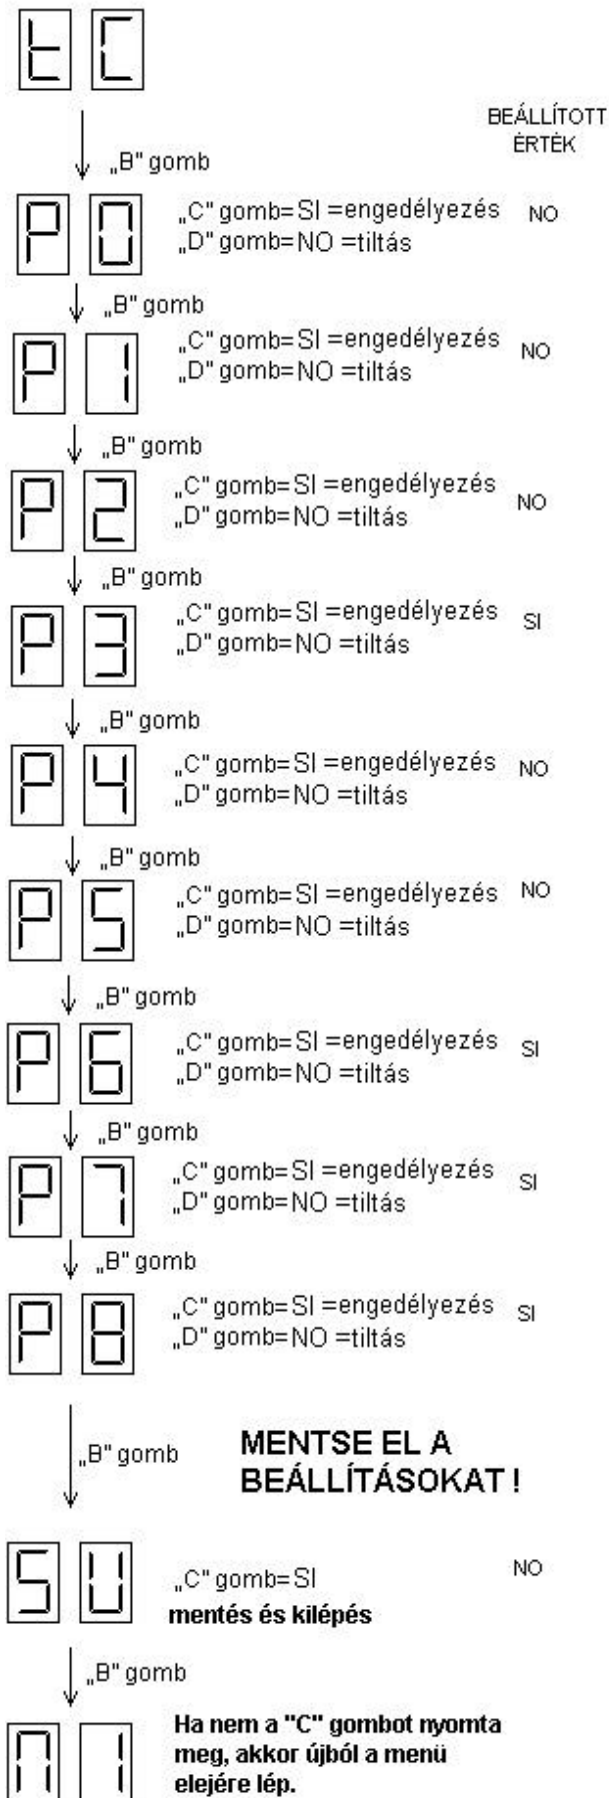 tC
BEÁLLÍTOTT
ÉRTÉK
„B" gomb
P0 „C" gomb=SI =engedélyezés NO
„D" gomb=NO =tiltás
„B" gomb
P1 „C" gomb=SI =engedélyezés NO
„D" gomb=NO =tiltás
„B" gomb
P2 „C" gomb=SI =engedélyezés NO
„D" gomb=NO =tiltás
„B" gomb
P3 „C" gomb=SI =engedélyezés SI
„D" gomb=NO =tiltás
„B" gomb
P4 „C" gomb=SI =engedélyezés NO
„D" gomb=NO =tiltás
„B" gomb
P5 „C" gomb=SI =engedélyezés NO
„D" gomb=NO =tiltás
„B" gomb
P6 „C" gomb=SI =engedélyezés SI
„D" gomb=NO =tiltás
„B" gomb
P7 „C" gomb=SI =engedélyezés SI
„D" gomb=NO =tiltás
„B" gomb
P8 „C" gomb=SI =engedélyezés SI
„D" gomb=NO =tiltás
„B" gomb
MENTSE EL A
BEÁLLÍTÁSOKAT !
SU „C" gomb=SI NO
mentés és kilépés
„B" gomb
П1 Ha nem a "C" gombot nyomta
meg, akkor újból a menü
elejére lép.